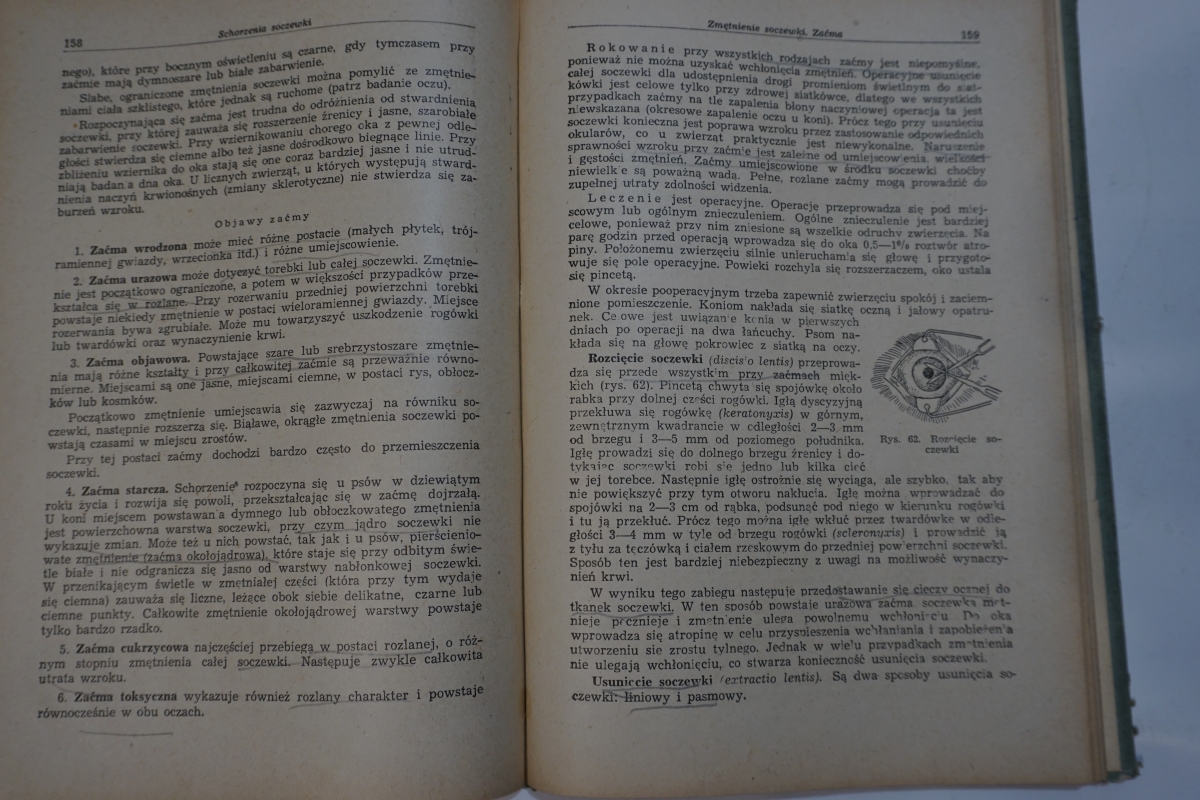 158
Schorzenia soczewki
nego), które przy bocznym oświetleniu są czarne, gdy tymczasem przy
zaćmie mają dymnoszare lub białe zabarwienie.
Słabe, ograniczone zmętnienia soczewki można pomylić ze zmętnie-
niami ciała szklistego, które jednak są ruchome (patrz badanie oczu).
Rozpoczynająca się zaćma jest trudna do odróżnienia od stwardnienia
soczewki, przy której zauważa się rozszerzenie źrenicy i jasne, szarobiałe
zabarwienie soczewki. Przy wziernikowaniu chorego oka z pewnej odle-
głości stwierdza się ciemne albo też jasne dośrodkowo biegnące linie. Przy
zbliżeniu wziernika do oka stają się one coraz bardziej jasne i nie utrud-
niają badan a dna oka. U licznych zwierząt, u których występują stward-
nienia naczyń krwionośnych (zmiany sklerotyczne) nie stwierdza się za-
burzeń wzroku.
Objawy zaćmy
1. Zaćma wrodzona może mieć różne postacie (małych płytek, trój-
ramiennej gwiazdy, wrzecionka itd.) i różne umiejscowienie.
2. Zaćma urazowa może dotyczyć torebki lub całej soczewki. Zmętnie-
nie jest początkowo ograniczone, a potem w większości przypadków prze-
kształca się w rozlane. Przy rozerwaniu przedniej powierzchni torebki
powstaje niekiedy zmętnienie w postaci wieloramiennej gwiazdy. Miejsce
rozerwania bywa zgrubiałe. Może mu towarzyszyć uszkodzenie rogówki
lub twardówki oraz wynaczynienie krwi.
3. Zaćma objawowa. Powstające szare lub srebrzystoszare zmętnie-
nia mają różne kształty i przy całkowitej zaćmie są przeważnie równo-
mierne. Miejscami są one jasne, miejscami ciemne, w postaci rys, obłocz-
ków lub kosmków.
Początkowo zmętnienie umiejscawia się zazwyczaj na równiku so-
czewki, następnie rozszerza się. Białawe, okrągłe zmętnienia soczewki po-
wstają czasami w miejscu zrostów.
Przy tej postaci zaćmy dochodzi bardzo często do przemieszczenia
soczewki.
4. Zaćma starcza. Schorzenie rozpoczyna się u psów w dziewiątym
roku życia i rozwija się powoli, przekształcając się w zaćmę dojrzałą.
U koni miejscem powstawan a dymnego lub obłoczkowatego zmętnienia
jest powierzchowna warstwa soczewki, przy czym jądro soczewki nie
wykazuje zmian. Może też u nich powstać, tak jak i u psów, pierścienio-
wate zmętnienie (zaćma okołojądrowa), które staje się przy odbitym świe-
tle białe i nie odgranicza się jasno od warstwy nabłonkowej soczewki.
W przenikającym świetle w zmętniałej części (która przy tym wydaje
się ciemna) zauważa się liczne, leżące obok siebie delikatne, czarne lub
ciemne punkty. Całkowite zmętnienie okołojądrowej warstwy powstaje
tylko bardzo rzadko.
5. Zaćma cukrzycowa najczęściej przebiega w postaci rozlanej, o róż-
nym stopniu zmętnienia całej soczewki. Następuje zwykle całkowita
utrata wzroku.
6. Zaćma toksyczna wykazuje również rozlany charakter i powstaje
równocześnie w obu oczach.
Zmętnienie soczewki. Zaćma
159
Rokowanie przy wszystkich rodzajach zaćmy jest niepomyślne,
ponieważ nie można uzyskać wchłonięcia zmętnień. Operacyjne usunięcie
całej soczewki dla udostępnienia drogi promieniom świetlnym do siat-
kówki jest celowe tylko przy zdrowej siatkówce, dlatego we wszystkich
przypadkach zaćmy na tle zapalenia błony naczyniowej operacja ta jest
niewskazana (okresowe zapalenie oczu u koni). Prócz tego przy usunięciu
soczewki konieczna jest poprawa wzroku przez zastosowanie odpowiednich
okularów, co u zwierząt praktycznie jest niewykonalne. Naruszenie
sprawności wzroku przy zaćmie jest zależne od umiejscowienia, wielkości
i gęstości zmętnień. Zaćmy umiejscowione w środku soczewki choćby
niewielk e są poważną wadą. Pełne, rozlane zaćmy mogą prowadzić do
zupełnej utraty zdolności widzenia.
Leczenie jest operacyjne. Operację przeprowadza się pod miej-
scowym lub ogólnym znieczuleniem. Ogólne znieczulenie jest bardziej
celowe, ponieważ przy nim zniesione są wszelkie odruchy zwierzęcia. Na
parę godzin przed operacją wprowadza się do oka 0,5—1% roztwór atro-
piny. Położonemu zwierzęciu silnie unieruchamia się głowę i przygoto-
wuje się pole operacyjne. Powieki rozchyla się rozszerzaczem, oko ustala
się pincetą.
W okresie pooperacyjnym trzeba zapewnić zwierzęciu spokój i zaciem-
nione pomieszczenie. Koniom nakłada się siatkę oczną i jałowy opatru-
nek. Ce owe jest uwiązan'e konia w pierwszych
dniach po operacji na dwa łańcuchy. Psom na-
kłada się na głowę pokrowiec z siatką na oczy.
Rozcięcie soczewki (discisio lentis) przeprowa-
dza się przede wszystkim przy zaćmach mięk-
kich (rys. 62). Pincetą chwyta się spojówkę około
rąbka przy dolnej części rogówki. Igłą dyscyzyjną
przekłuwa się rogówkę (keratonyxis) w górnym,
zewnętrznym kwadrancie w odległości 2—3 mm
od brzegu i 3—5 mm od poziomego południka.
Igłę prowadzi się do dolnego brzegu źrenicy i do-
tykając soczewki robi się jedno lub kilka cięć
w jej torebce. Następnie igłę ostrożnie się wyciąga, ale szybko, tak aby
nie powiększyć przy tym otworu nakłucia. Igłę można wprowadzać do
spojówki na 2—3 cm od rąbka, podsunąć pod niego w kierunku rogówki
i tu ją przekłuć. Prócz tego można igłę wkłuć przez twardówkę w odle-
głości 3—4 mm w tyle od brzegu rogówki (scleronyxis) i prowadzić ją
z tyłu za tęczówką i ciałem rzęskowym do przedniej pow erzchni soczewki.
Sposób ten jest bardziej niebezpieczny z uwagi na możliwość wynaczy-
nień krwi.
W wyniku tego zabiegu następuje przedostawanie się cieczy ocznej do
tkanek soczewki. W ten sposób powstaje urazowa zaćma, soczewka męt-
nieje pęcznieje i zmętnienie ulega powolnemu wchłonięciu. Do oka
wprowadza się atropinę w celu przyspieszenia wchłaniania i zapobieżenia
utworzeniu się zrostu tylnego. Jednak w wielu przypadkach zmętnienia
nie ulegają wchłonięciu, co stwarza konieczność usunięcia soczewki.
Usunięcie soczewki (extractio lentis). Są dwa sposoby usunięcia so-
czewki: liniowy i pasmowy.
Rys. 62. Rozcięcie so-
czewki